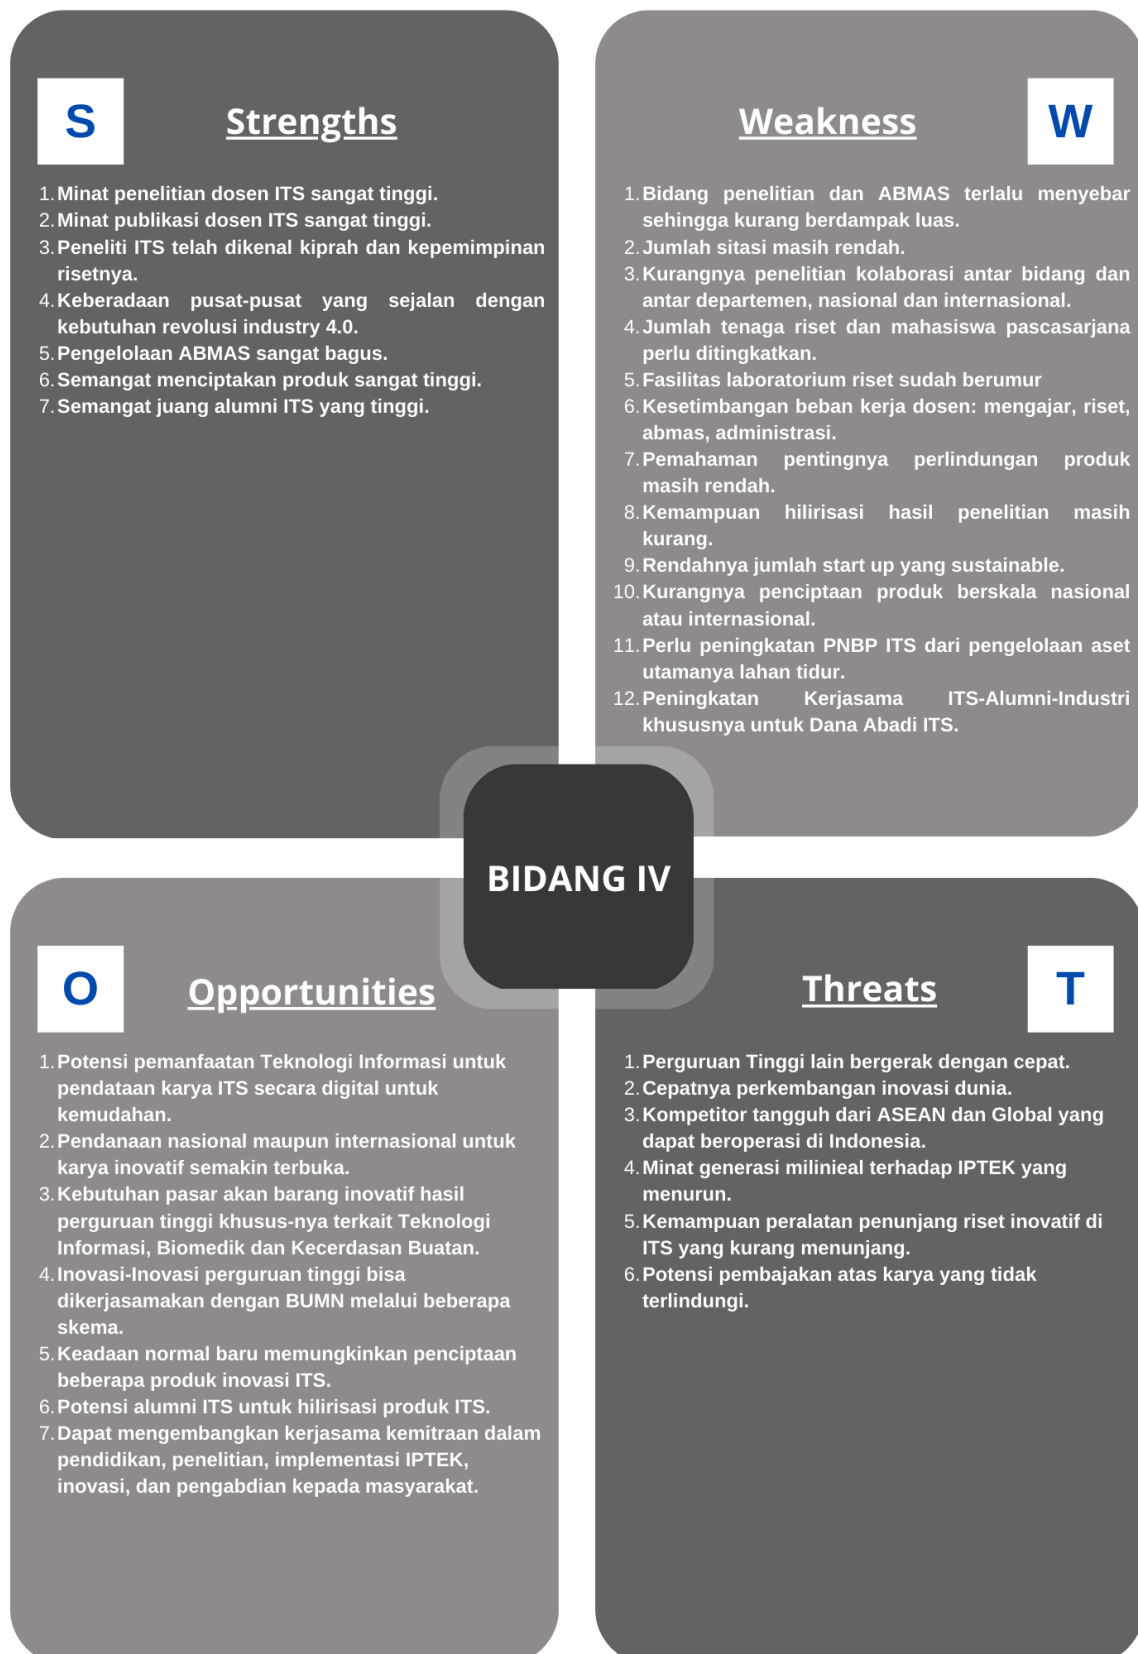 S
Strengths
1. Minat penelitian dosen ITS sangat tinggi.
2. Minat publikasi dosen ITS sangat tinggi.
3. Peneliti ITS telah dikenal kiprah dan kepemimpinan
risetnya.
4. Keberadaan pusat-pusat yang sejalan dengan
kebutuhan revolusi industry 4.0.
5. Pengelolaan ABMAS sangat bagus.
6. Semangat menciptakan produk sangat tinggi.
7. Semangat juang alumni ITS yang tinggi.
Weakness
W
1. Bidang penelitian dan ABMAS terlalu menyebar
sehingga kurang berdampak luas.
2. Jumlah sitasi masih rendah.
3. Kurangnya penelitian kolaborasi antar bidang dan
antar departemen, nasional dan internasional.
4. Jumlah tenaga riset dan mahasiswa pascasarjana
perlu ditingkatkan.
5. Fasilitas laboratorium riset sudah berumur
6. Kesetimbangan beban kerja dosen: mengajar, riset,
abmas, administrasi.
7. Pemahaman pentingnya perlindungan produk
masih rendah.
8. Kemampuan hilirisasi hasil penelitian masih
kurang.
9. Rendahnya jumlah start up yang sustainable.
10. Kurangnya penciptaan produk berskala nasional
atau internasional.
11. Perlu peningkatan PNBP ITS dari pengelolaan aset
utamanya lahan tidur.
12. Peningkatan Kerjasama ITS-Alumni-Industri
khususnya untuk Dana Abadi ITS.
BIDANG IV
O
Opportunities
1. Potensi pemanfaatan Teknologi Informasi untuk
pendataan karya ITS secara digital untuk
kemudahan.
2. Pendanaan nasional maupun internasional untuk
karya inovatif semakin terbuka.
3. Kebutuhan pasar akan barang inovatif hasil
perguruan tinggi khusus-nya terkait Teknologi
Informasi, Biomedik dan Kecerdasan Buatan.
4. Inovasi-Inovasi perguruan tinggi bisa
dikerjasamakan dengan BUMN melalui beberapa
skema.
5. Keadaan normal baru memungkinkan penciptaan
beberapa produk inovasi ITS.
6. Potensi alumni ITS untuk hilirisasi produk ITS.
7. Dapat mengembangkan kerjasama kemitraan dalam
pendidikan, penelitian, implementasi IPTEK,
inovasi, dan pengabdian kepada masyarakat.
Threats
T
1. Perguruan Tinggi lain bergerak dengan cepat.
2. Cepatnya perkembangan inovasi dunia.
3. Kompetitor tangguh dari ASEAN dan Global yang
dapat beroperasi di Indonesia.
4. Minat generasi milinieal terhadap IPTEK yang
menurun.
5. Kemampuan peralatan penunjang riset inovatif di
ITS yang kurang menunjang.
6. Potensi pembajakan atas karya yang tidak
terlindungi.